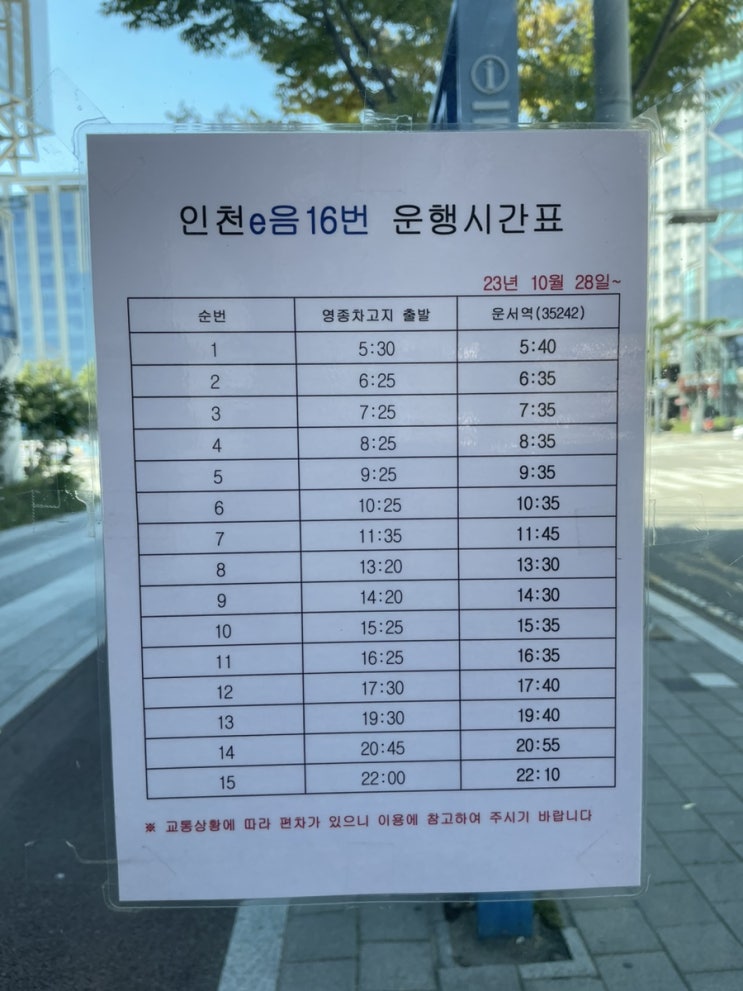 인천e음16번 운행시간표
23년 10월 28일~
순번 영종차고지 출발 운서역(35242)
1 5:30 5:40
2 6:25 6:35
3 7:25 7:35
4 8:25 8:35
5 9:25 9:35
6 10:25 10:35
7 11:35 11:45
8 13:20 13:30
9 14:20 14:30
10 15:25 15:35
11 16:25 16:35
12 17:30 17:40
13 19:30 19:40
14 20:45 20:55
15 22:00 22:10
※ 교통상황에 따라 편차가 있으니 이용에 참고하여 주시기 바랍니다